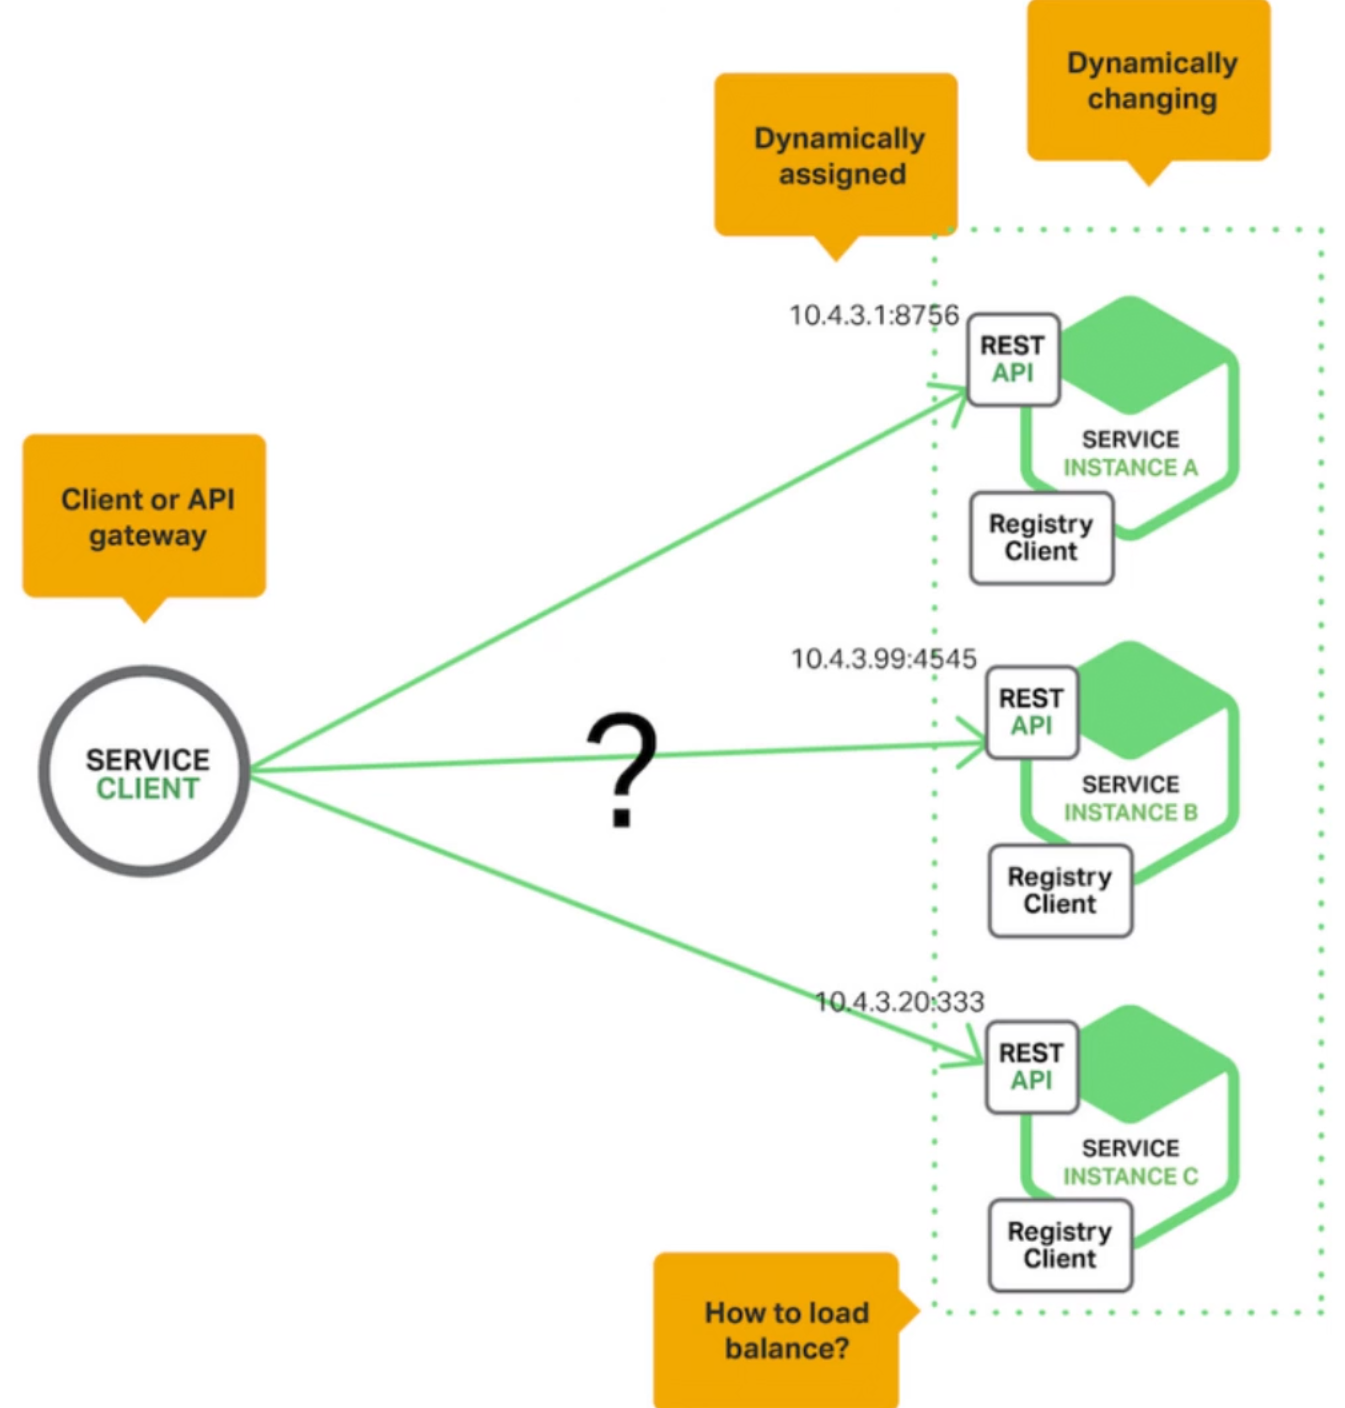 Dynamically
changing
Dynamically
assigned
10.4.3.1:8756
REST
API
SERVICE
INSTANCE A
Registry
Client
Client or API
gateway
SERVICE
CLIENT
?
10.4.3.99:4545
REST
API
SERVICE
INSTANCE B
Registry
Client
10.4.3.20:333
REST
API
SERVICE
INSTANCE C
Registry
Client
How to load
balance?